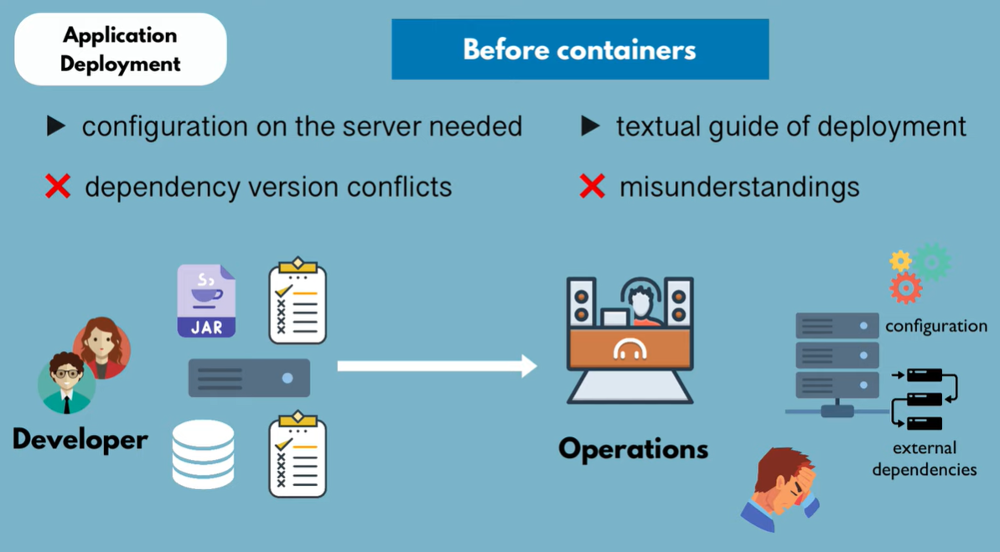 Application
Deployment
Before containers
configuration on the server needed
textual guide of deployment
dependency version conflicts
misunderstandings
JAR
configuration
Developer
Operations
external
dependencies